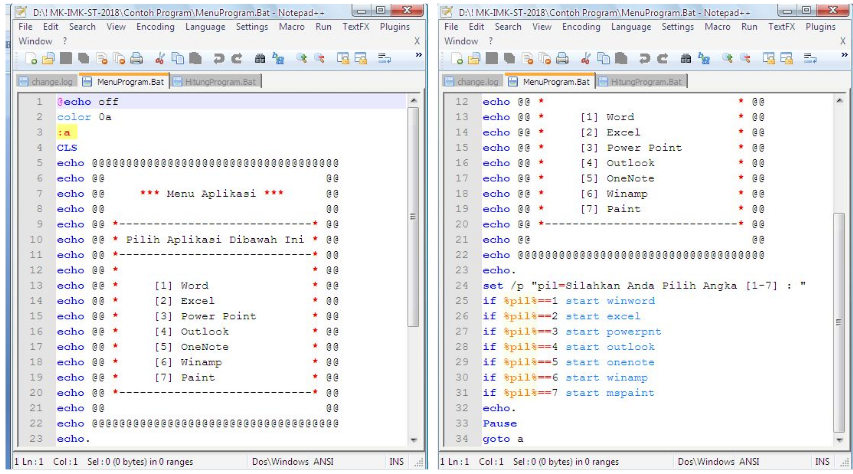 D:\! MK-IMK-ST-2018\Contoh Program\MenuProgram.Bat - Notepad++
File Edit Search View Encoding Language Settings Macro Run TextFX Plugins
Window ? X
change.log MenuProgram.Bat HitungProgram.Bat
1 @echo off
2 color 0a
3 :a
4 CLS
5 echo @@@@@@@@@@@@@@@@@@@@@@@@@@@@@@@@@@@@
6 echo @@ @@
7 echo @@ *** Menu Aplikasi *** @@
8 echo @@ @@
9 echo @@ *----------------------------* @@
10 echo @@ * Pilih Aplikasi Dibawah Ini * @@
11 echo @@ *----------------------------* @@
12 echo @@ * * @@
13 echo @@ * [1] Word * @@
14 echo @@ * [2] Excel * @@
15 echo @@ * [3] Power Point * @@
16 echo @@ * [4] Outlook * @@
17 echo @@ * [5] OneNote * @@
18 echo @@ * [6] Winamp * @@
19 echo @@ * [7] Paint * @@
20 echo @@ *----------------------------* @@
21 echo @@ @@
22 echo @@@@@@@@@@@@@@@@@@@@@@@@@@@@@@@@@@@@
23 echo.
1 Ln : 1 Col : 1 Sel : 0 (0 bytes) in 0 ranges Dos\Windows ANSI INS
D:\! MK-IMK-ST-2018\Contoh Program\MenuProgram.Bat - Notepad++
File Edit Search View Encoding Language Settings Macro Run TextFX Plugins
Window ? X
change.log MenuProgram.Bat HitungProgram.Bat
12 echo @@ * * @@
13 echo @@ * [1] Word * @@
14 echo @@ * [2] Excel * @@
15 echo @@ * [3] Power Point * @@
16 echo @@ * [4] Outlook * @@
17 echo @@ * [5] OneNote * @@
18 echo @@ * [6] Winamp * @@
19 echo @@ * [7] Paint * @@
20 echo @@ *----------------------------* @@
21 echo @@ @@
22 echo @@@@@@@@@@@@@@@@@@@@@@@@@@@@@@@@@@@@
23 echo.
24 set /p "pil=Silahkan Anda Pilih Angka [1-7] : "
25 if %pil%==1 start winword
26 if %pil%==2 start excel
27 if %pil%==3 start powerpnt
28 if %pil%==4 start outlook
29 if %pil%==5 start onenote
30 if %pil%==6 start winamp
31 if %pil%==7 start mspaint
32 echo.
33 Pause
34 goto a
1 Ln : 1 Col : 1 Sel : 0 (0 bytes) in 0 ranges Dos\Windows ANSI INS